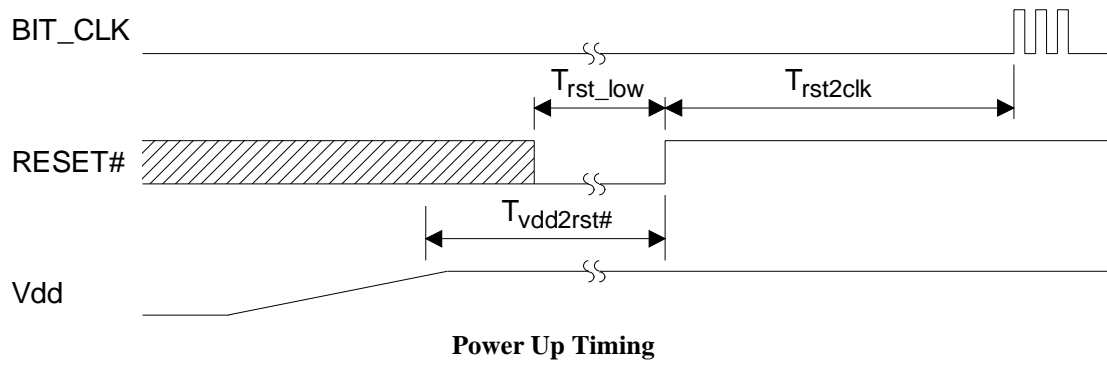 BIT_CLK
Trst_low
Trst2clk
RESET#
Tvdd2rst#
Vdd
Power Up Timing